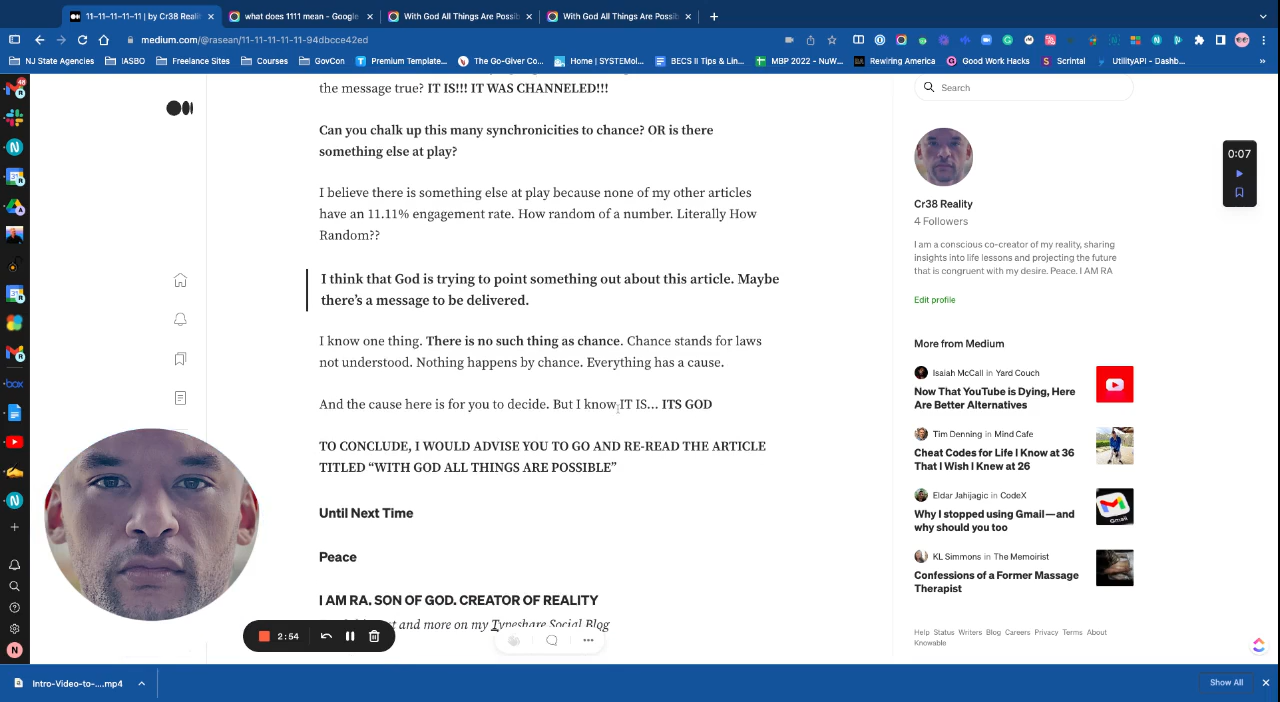 11–11–11–11–11 | by Cr38 Reali
what does 1111 mean - Google
With God All Things Are Possib
With God All Things Are Possib
medium.com/@rasean/11-11-11-11-11-94dbcce42ed
NJ State Agencies
IASBO
Freelance Sites
Courses
GovCon
Premium Template...
The Go-Giver Co...
Home | SYSTEMol...
BECS II Tips & Lin...
MBP 2022 - NuW...
Rewiring America
Good Work Hacks
Scrintal
UtilityAPI - Dashb...
the message true? IT IS!!! IT WAS CHANNELED!!!
Can you chalk up this many synchronicities to chance? OR is there
something else at play?
I believe there is something else at play because none of my other articles
have an 11.11% engagement rate. How random of a number. Literally How
Random??
I think that God is trying to point something out about this article. Maybe
there's a message to be delivered.
I know one thing. There is no such thing as chance. Chance stands for laws
not understood. Nothing happens by chance. Everything has a cause.
And the cause here is for you to decide. But I know IT IS… ITS GOD
TO CONCLUDE, I WOULD ADVISE YOU TO GO AND RE-READ THE ARTICLE
TITLED “WITH GOD ALL THINGS ARE POSSIBLE”
Until Next Time
Peace
I AM RA. SON OF GOD. CREATOR OF REALITY
and more on my Typeshare Social Blog
2:54
Search
Cr38 Reality
4 Followers
I am a conscious co-creator of my reality, sharing
insights into life lessons and projecting the future
that is congruent with my desire. Peace. I AM RA
Edit profile
More from Medium
Isaiah McCall in Yard Couch
Now That YouTube is Dying, Here
Are Better Alternatives
Tim Denning in Mind Cafe
Cheat Codes for Life I Know at 36
That I Wish I Knew at 26
Eldar Jahijagic in CodeX
Why I stopped using Gmail—and
why should you too
KL Simmons in The Memoirist
Confessions of a Former Massage
Therapist
Help Status Writers Blog Careers Privacy Terms About
Knowable
0:07
Intro-Video-to-....mp4
Show All